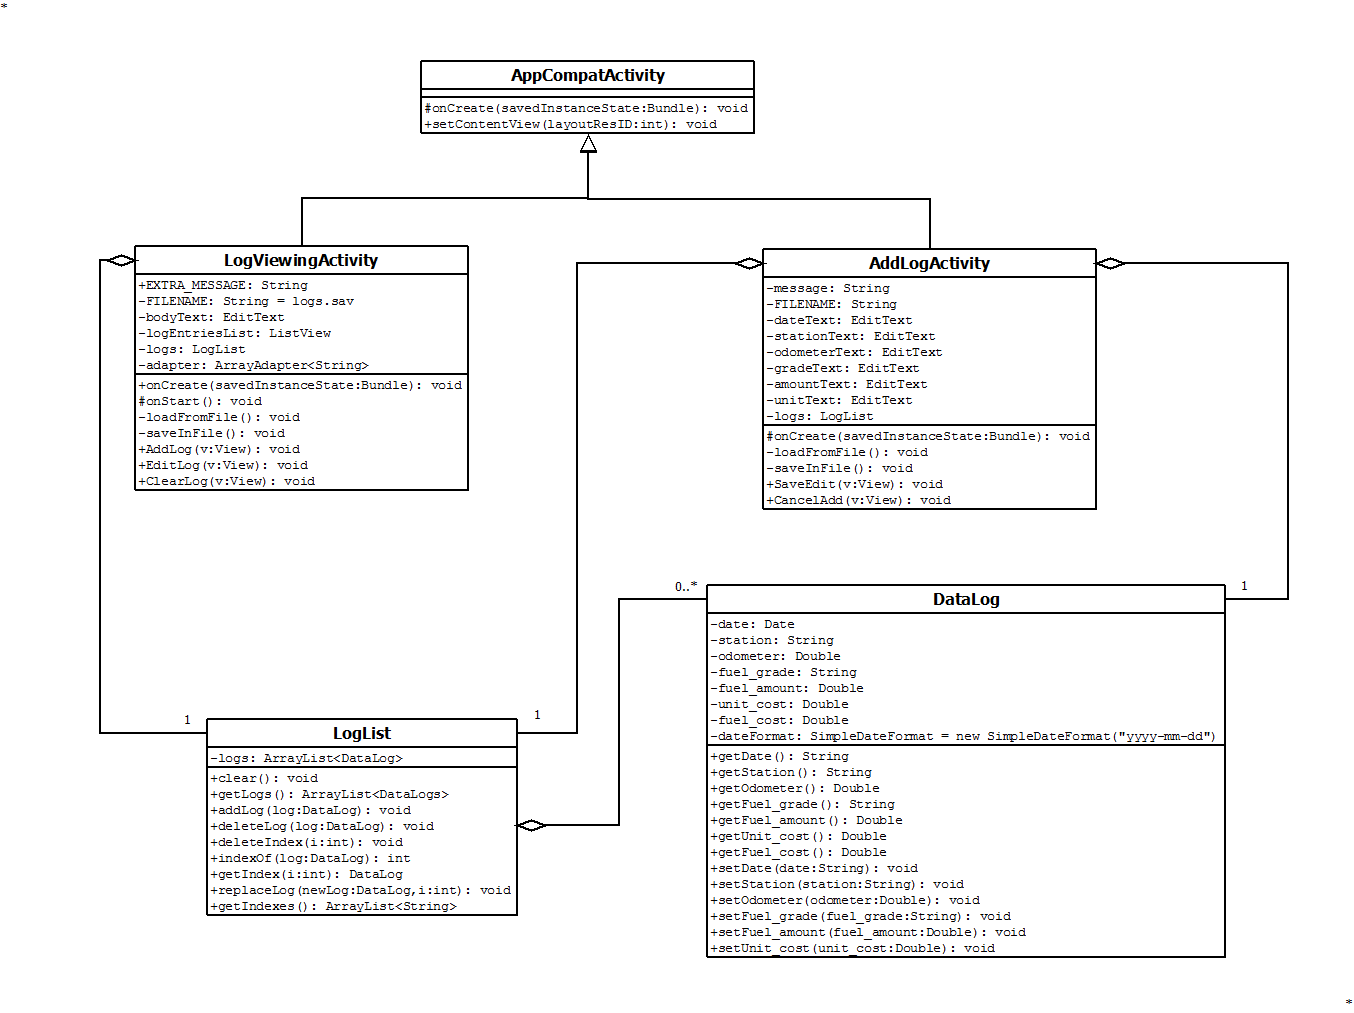 *
AppCompatActivity
#onCreate(savedInstanceState:Bundle): void
+setContentView(layoutResID:int): void
LogViewingActivity
+EXTRA_MESSAGE: String
-FILENAME: String = logs.sav
-bodyText: EditText
-logEntriesList: ListView
-logs: LogList
-adapter: ArrayAdapter<String>
+onCreate(savedInstanceState:Bundle): void
#onStart(): void
-loadFromFile(): void
-saveInFile(): void
+AddLog(v:View): void
+EditLog(v:View): void
+ClearLog(v:View): void
AddLogActivity
-message: String
-FILENAME: String
-dateText: EditText
-stationText: EditText
-odometerText: EditText
-gradeText: EditText
-amountText: EditText
-unitText: EditText
-logs: LogList
#onCreate(savedInstanceState:Bundle): void
-loadFromFile(): void
-saveInFile(): void
+SaveEdit(v:View): void
+CancelAdd(v:View): void
0..*
1
DataLog
-date: Date
-station: String
-odometer: Double
-fuel_grade: String
-fuel_amount: Double
-unit_cost: Double
-fuel_cost: Double
-dateFormat: SimpleDateFormat = new SimpleDateFormat("yyyy-mm-dd")
+getDate(): String
+getStation(): String
+getOdometer(): Double
+getFuel_grade(): String
+getFuel_amount(): Double
+getUnit_cost(): Double
+getFuel_cost(): Double
+setDate(date:String): void
+setStation(station:String): void
+setOdometer(odometer:Double): void
+setFuel_grade(fuel_grade:String): void
+setFuel_amount(fuel_amount:Double): void
+setUnit_cost(unit_cost:Double): void
1
1
LogList
-logs: ArrayList<DataLog>
+clear(): void
+getLogs(): ArrayList<DataLogs>
+addLog(log:DataLog): void
+deleteLog(log:DataLog): void
+deleteIndex(i:int): void
+indexOf(log:DataLog): int
+getIndex(i:int): DataLog
+replaceLog(newLog:DataLog,i:int): void
+getIndexes(): ArrayList<String>
*